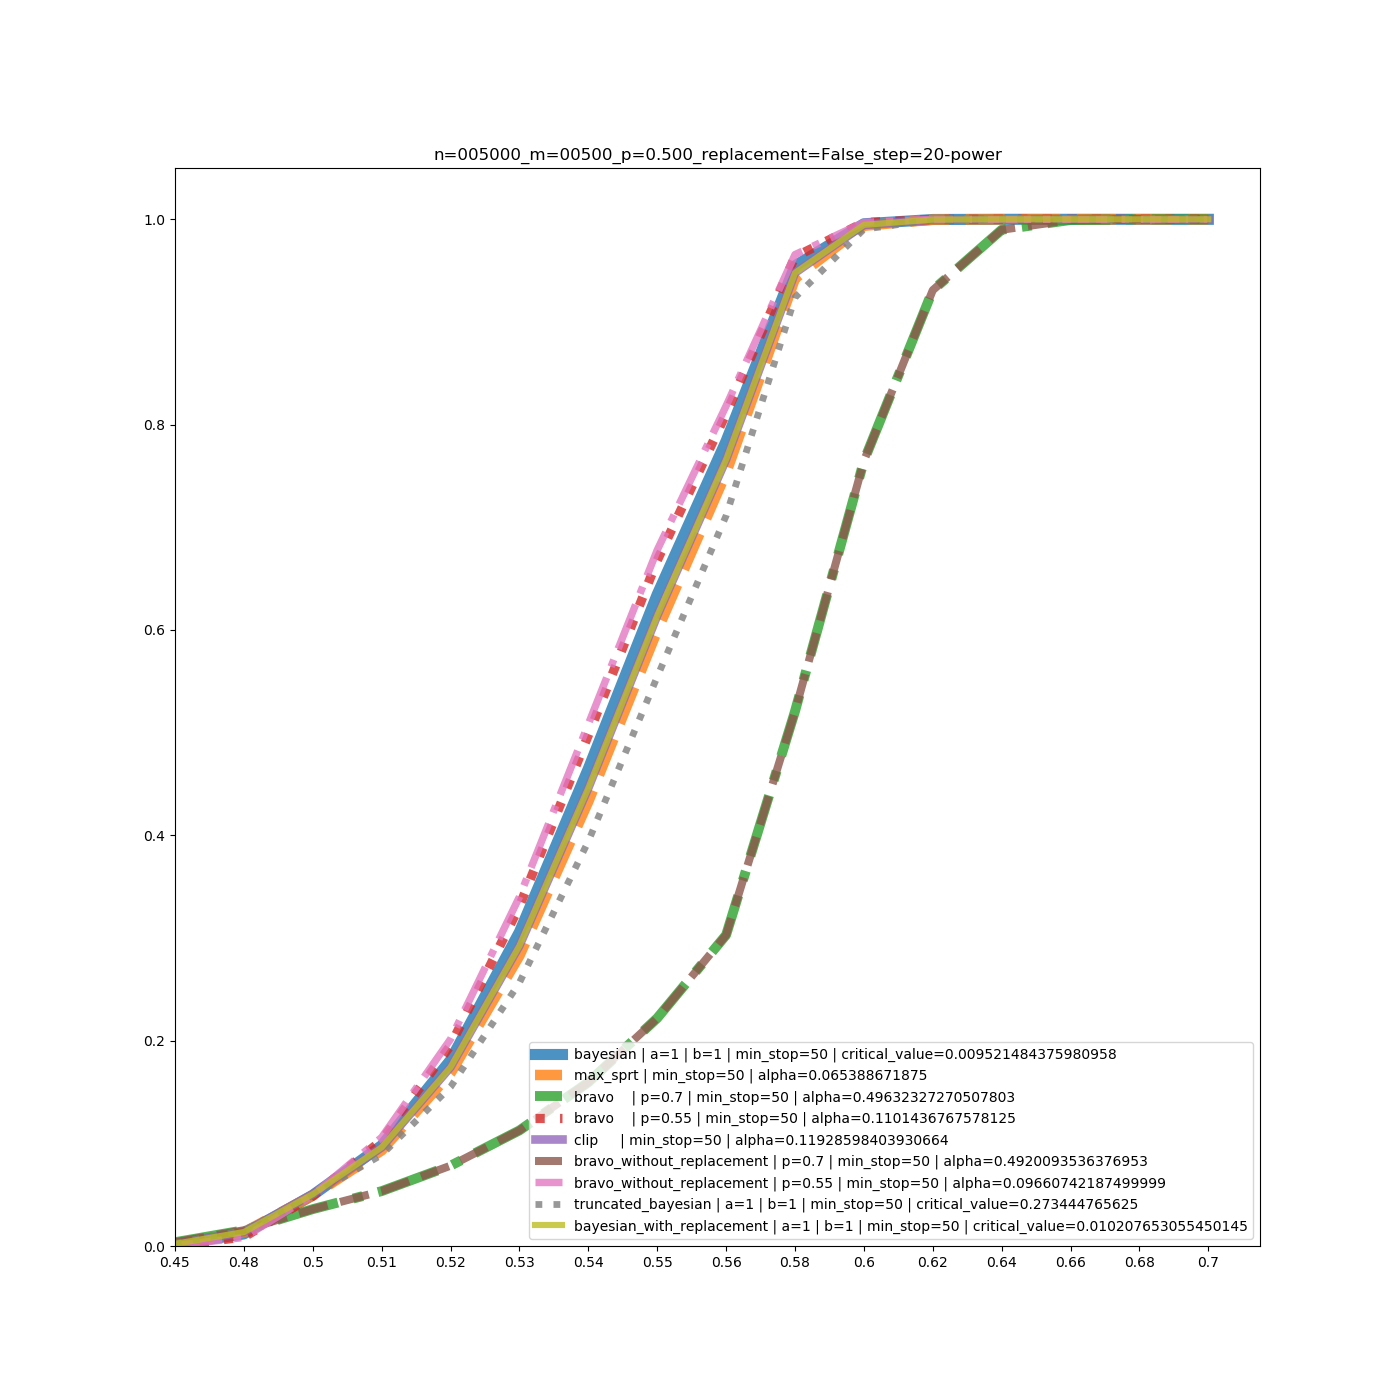 n=005000_m=00500_p=0.500_replacement=False_step=20-power
1.0
0.8
0.6
0.4
0.2
0.0
bayesian | a=1 | b=1 | min_stop=50 | critical_value=0.009521484375980958
max_sprt | min_stop=50 | alpha=0.065388671875
bravo | p=0.7 | min_stop=50 | alpha=0.49632327270507803
bravo | p=0.55 | min_stop=50 | alpha=0.1101436767578125
clip | min_stop=50 | alpha=0.11928598403930664
bravo_without_replacement | p=0.7 | min_stop=50 | alpha=0.4920093536376953
bravo_without_replacement | p=0.55 | min_stop=50 | alpha=0.09660742187499999
truncated_bayesian | a=1 | b=1 | min_stop=50 | critical_value=0.273444765625
bayesian_with_replacement | a=1 | b=1 | min_stop=50 | critical_value=0.010207653055450145
0.45 0.48 0.5 0.51 0.52 0.53 0.54 0.55 0.56 0.58 0.6 0.62 0.64 0.66 0.68 0.7